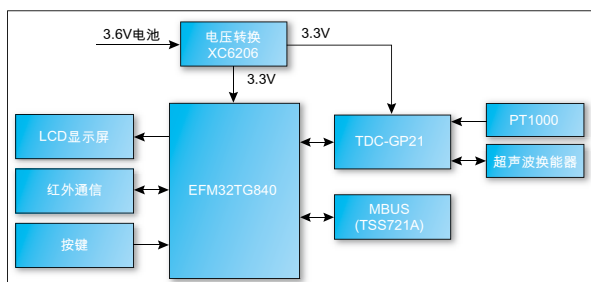 3.6V电池
电压转换
XC6206
3.3V
3.3V
LCD显示屏
红外通信
按键
EFM32TG840
TDC-GP21
MBUS
(TSS721A)
PT1000
超声波换能器